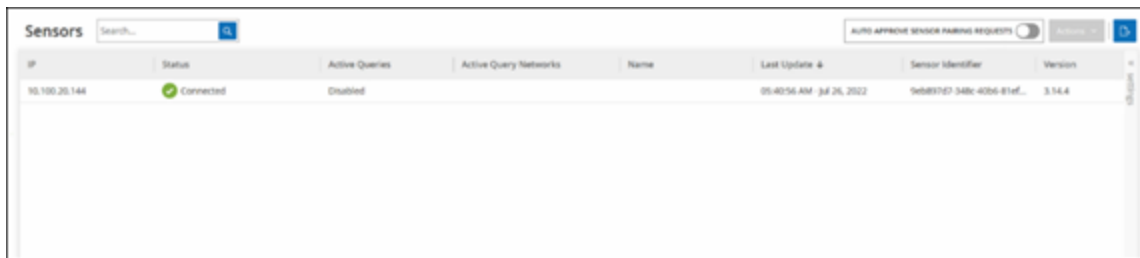 Sensors Search... AUTO APPROVE SENSOR PAIRING REQUESTS Actions
IP Status Active Queries Active Query Networks Name Last Update Sensor Identifier Version
10.100.20.144 Connected Disabled 05:40:56 AM · Jul 26, 2022 9eb897d7-348c-40b6-81ef... 3.14.4
settings